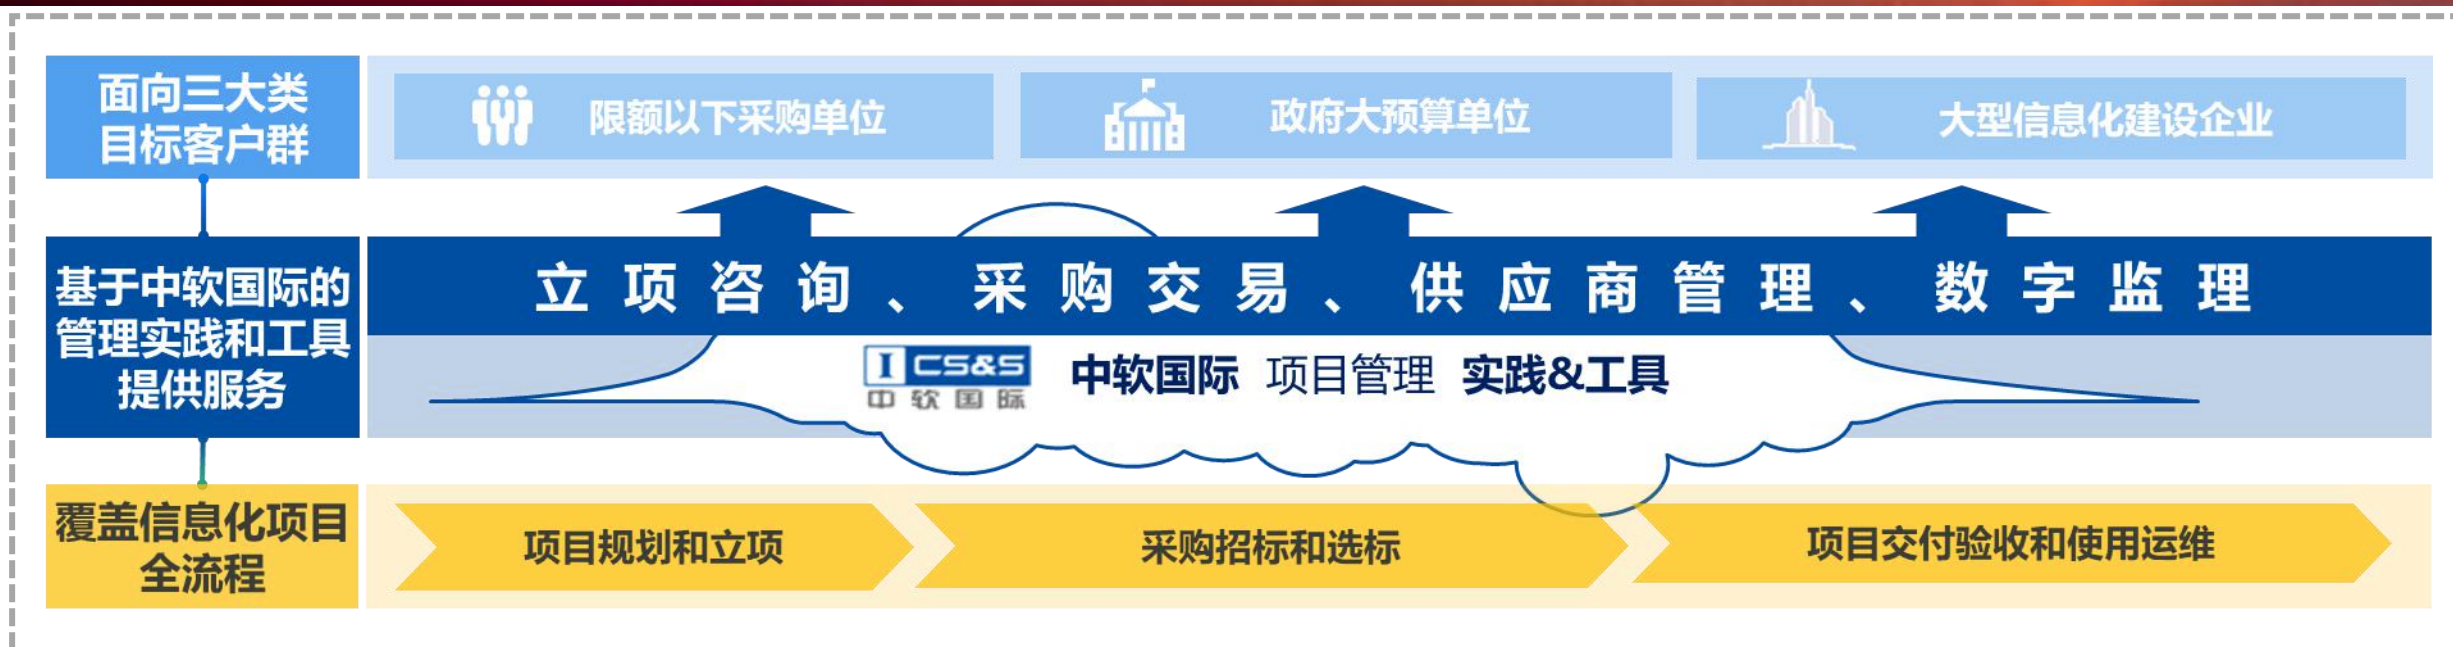 面向三大类
目标客户群
限额以下采购单位
政府大预算单位
大型信息化建设企业
基于中软国际的
管理实践和工具
提供服务
立项咨询、采购交易、供应商管理、数字监理
I CS&S
中软国际
中软国际 项目管理 实践&工具
覆盖信息化项目
全流程
项目规划和立项
采购招标和选标
项目交付验收和使用运维